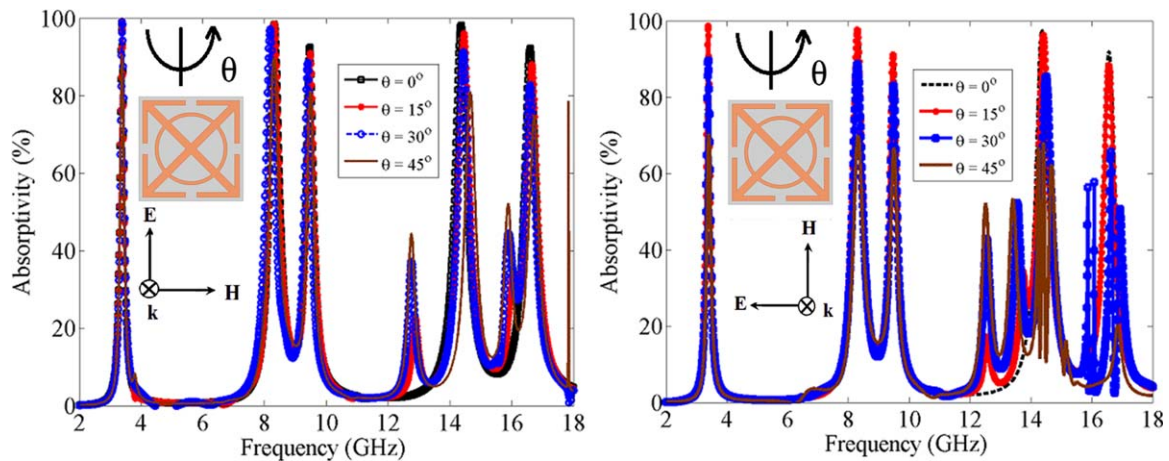 100
80
60
40
20
0
Absorptivity (%)
θ
θ = 0°
θ = 15°
θ = 30°
θ = 45°
E
H
k
2 4 6 8 10 12 14 16 18
Frequency (GHz)
100
80
60
40
20
0
Absorptivity (%)
θ
θ = 0°
θ = 15°
θ = 30°
θ = 45°
H
E
k
2 4 6 8 10 12 14 16 18
Frequency (GHz)